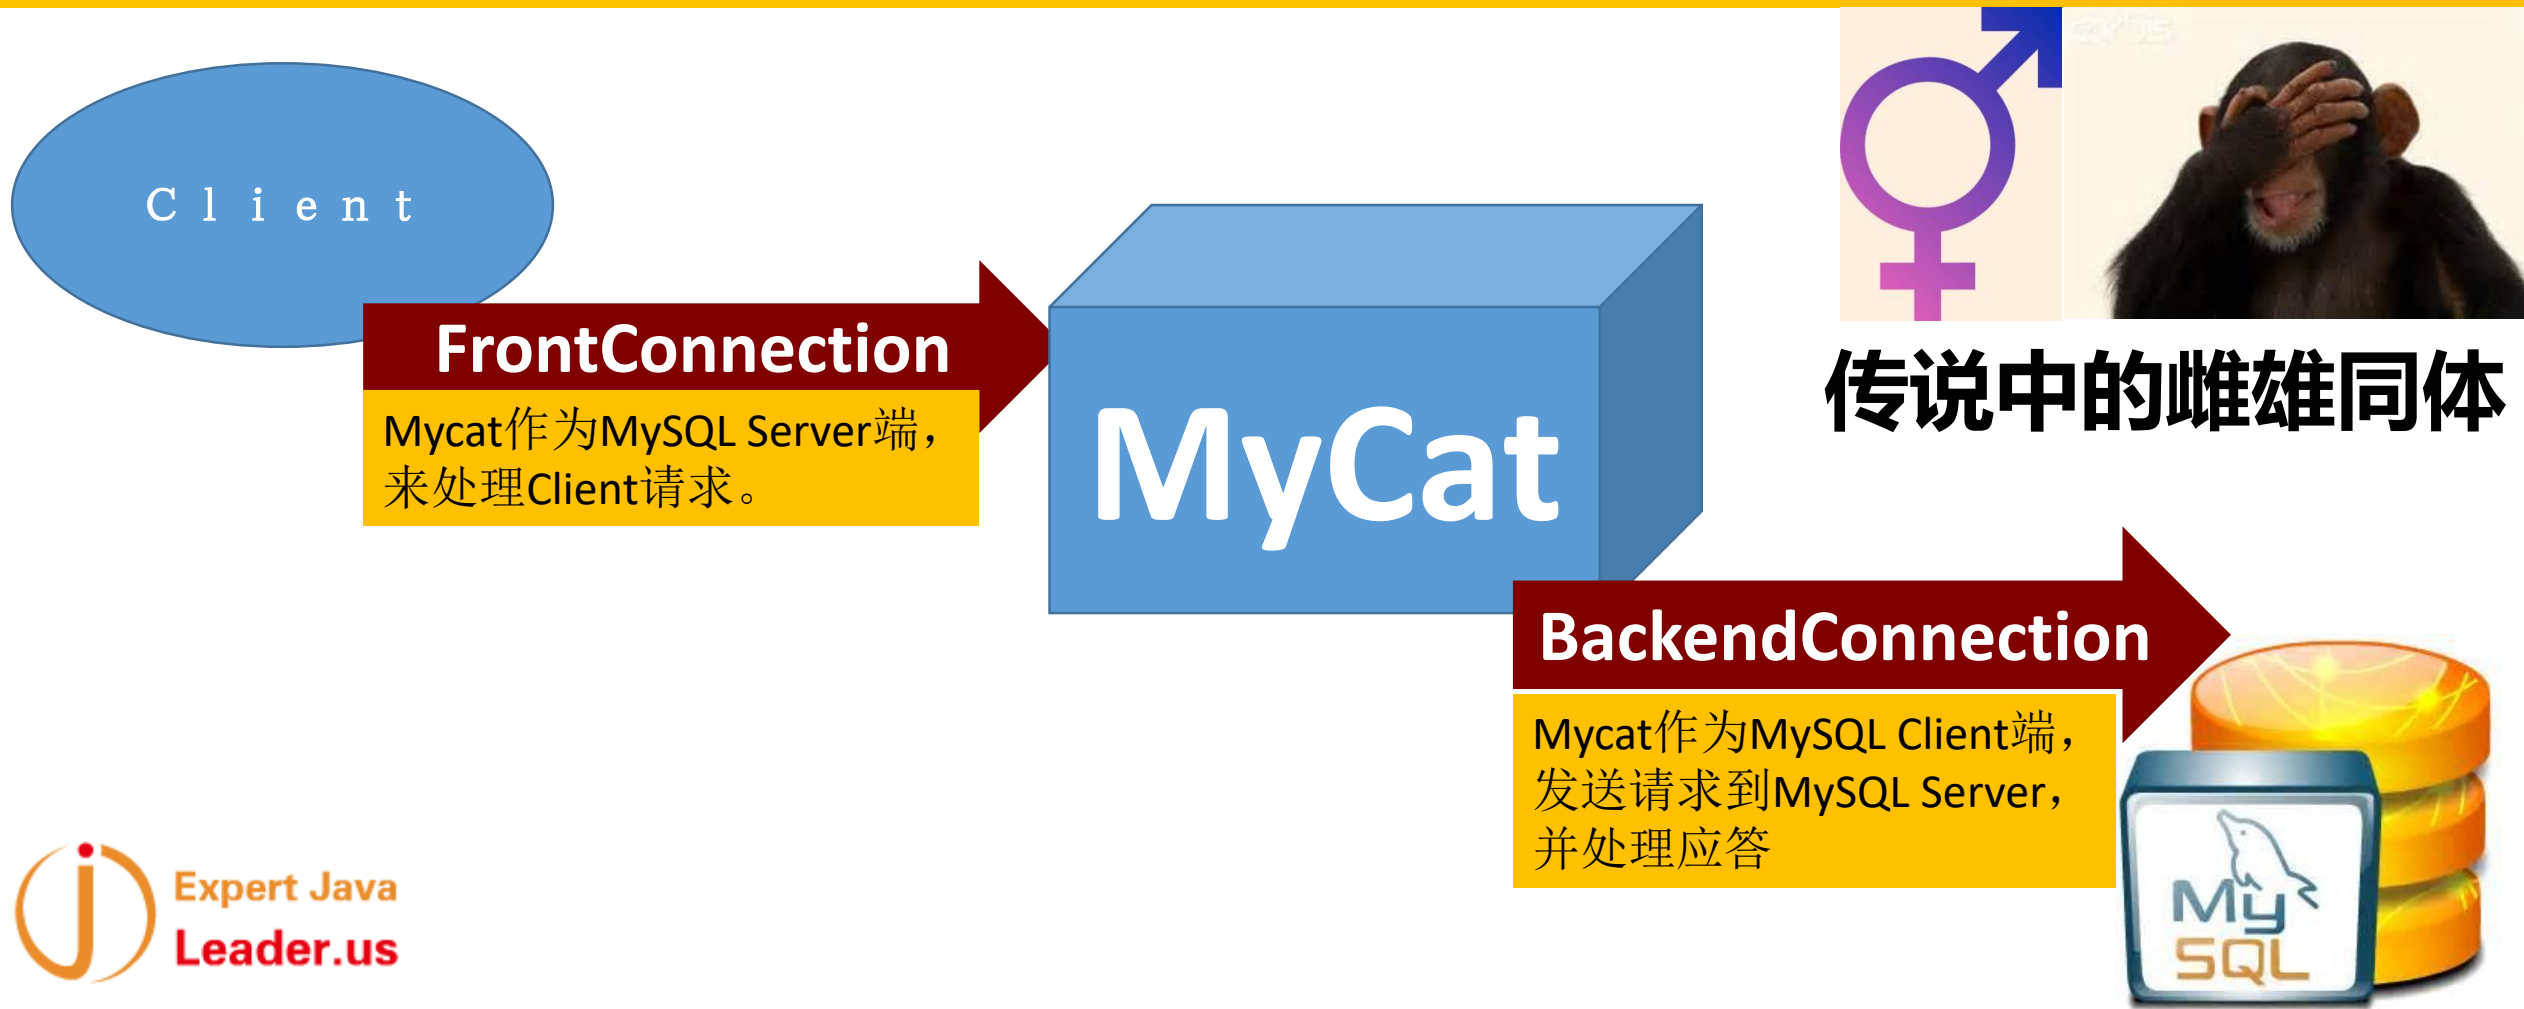 Client
FrontConnection
Mycat作为MySQL Server端，
来处理Client请求。
MyCat
传说中的雌雄同体
BackendConnection
Mycat作为MySQL Client端，
发送请求到MySQL Server，
并处理应答
Expert Java
Leader.us
My
SQL